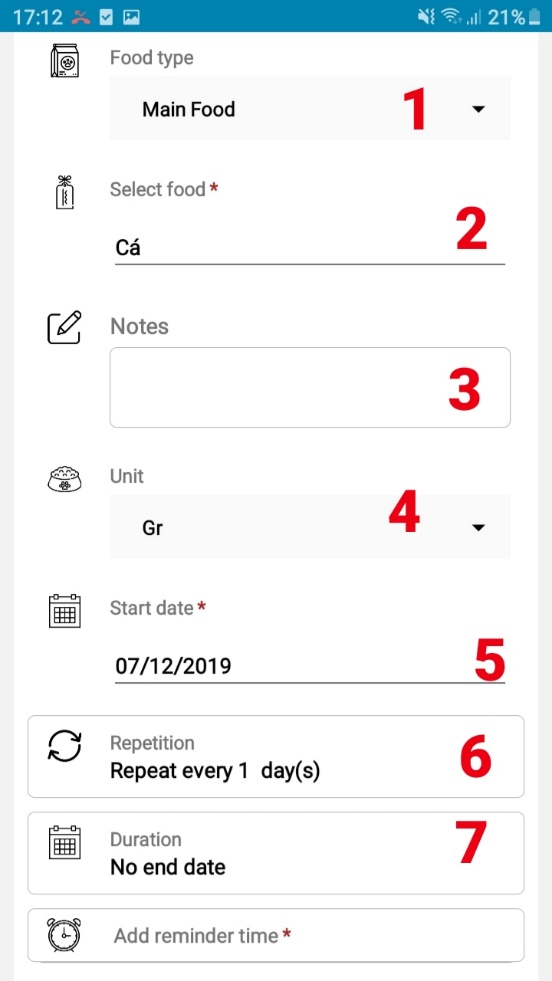 17:12 21%
Food type
Main Food 1
Select food *
Cá 2
Notes
3
Unit
Gr 4
Start date *
07/12/2019 5
Repetition
Repeat every 1 day(s) 6
Duration 7
No end date
Add reminder time *